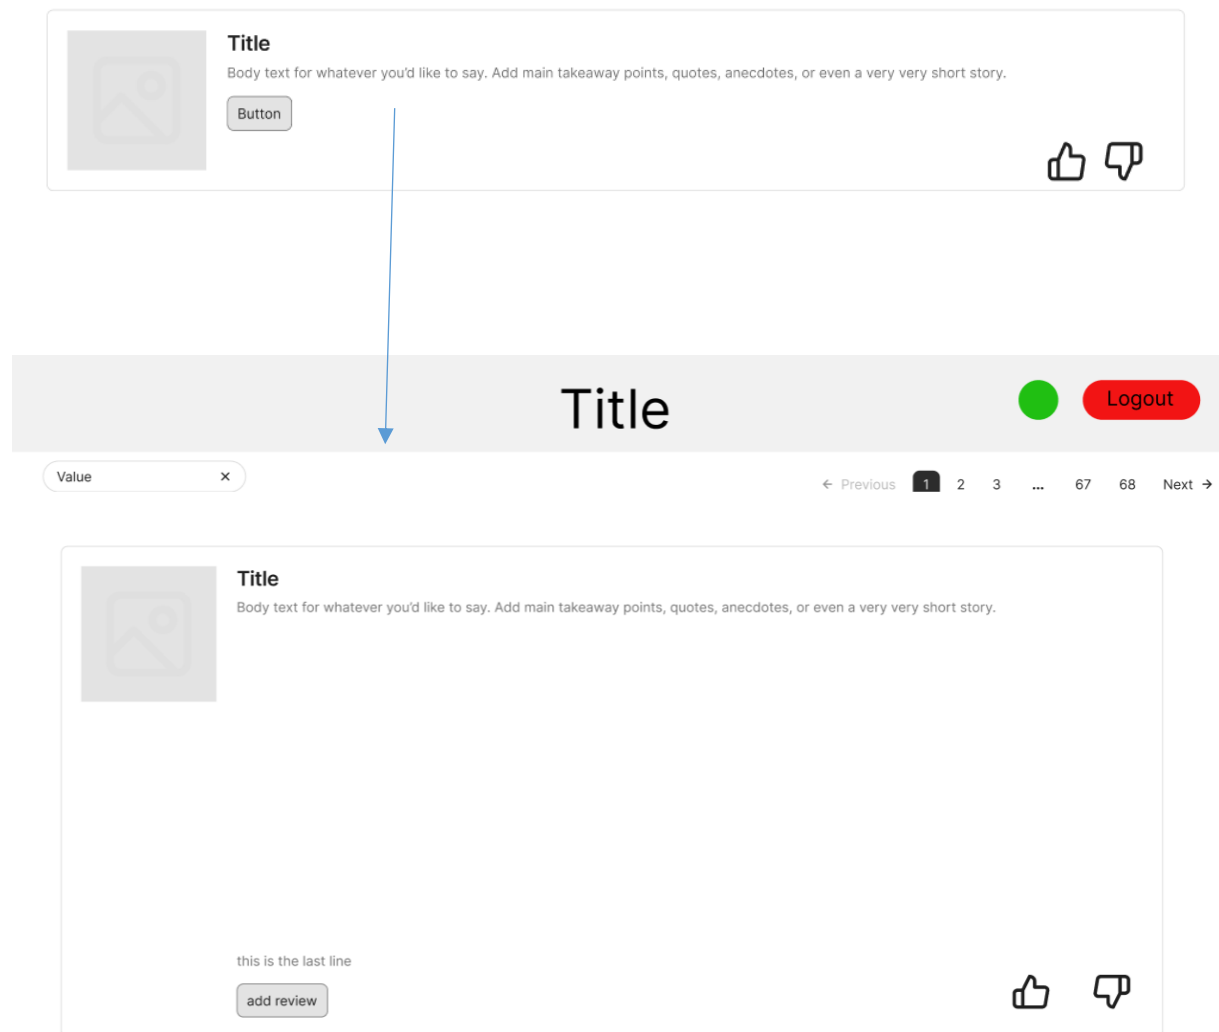 Title
Body text for whatever you'd like to say. Add main takeaway points, quotes, anecdotes, or even a very very short story.
Button
Title
Logout
Value
← Previous 1 2 3 ... 67 68 Next →
Title
Body text for whatever you'd like to say. Add main takeaway points, quotes, anecdotes, or even a very very short story.
this is the last line
add review